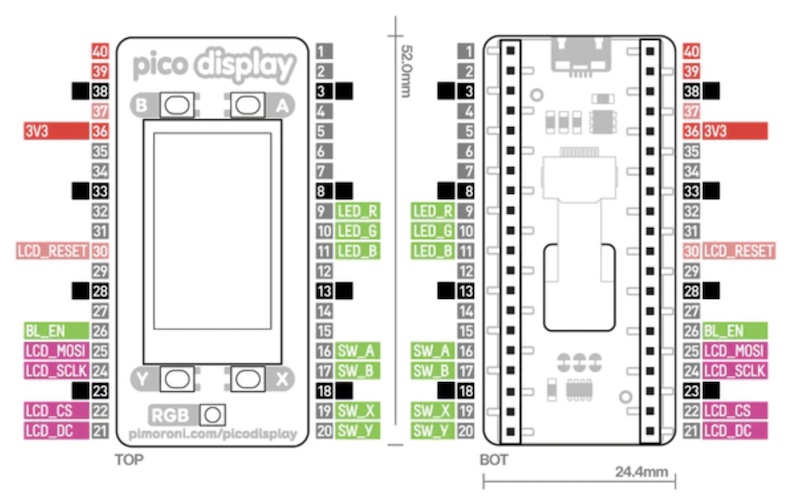 pico display
B
A
Y
X
RGB
pimoroni.com/picodisplay
TOP
40
39
38
37
3V3 36
35
34
33
32
31
LCD_RESET 30
29
28
27
BL_EN 26
LCD_MOSI 25
LCD_SCLK 24
23
LCD_CS 22
LCD_DC 21
1
2
3
4
5
6
7
8
9 LED_R
10 LED_G
11 LED_B
12
13
14
15
16 SW_A
17 SW_B
18
19 SW_X
20 SW_Y
52.0mm
1
2
3
4
5
6
7
8
LED_R 9
LED_G 10
LED_B 11
12
13
14
15
SW_A 16
SW_B 17
18
SW_X 19
SW_Y 20
40
39
38
37
36 3V3
35
34
33
32
31
30 LCD_RESET
29
28
27
26 BL_EN
25 LCD_MOSI
24 LCD_SCLK
23
22 LCD_CS
21 LCD_DC
BOT
24.4mm